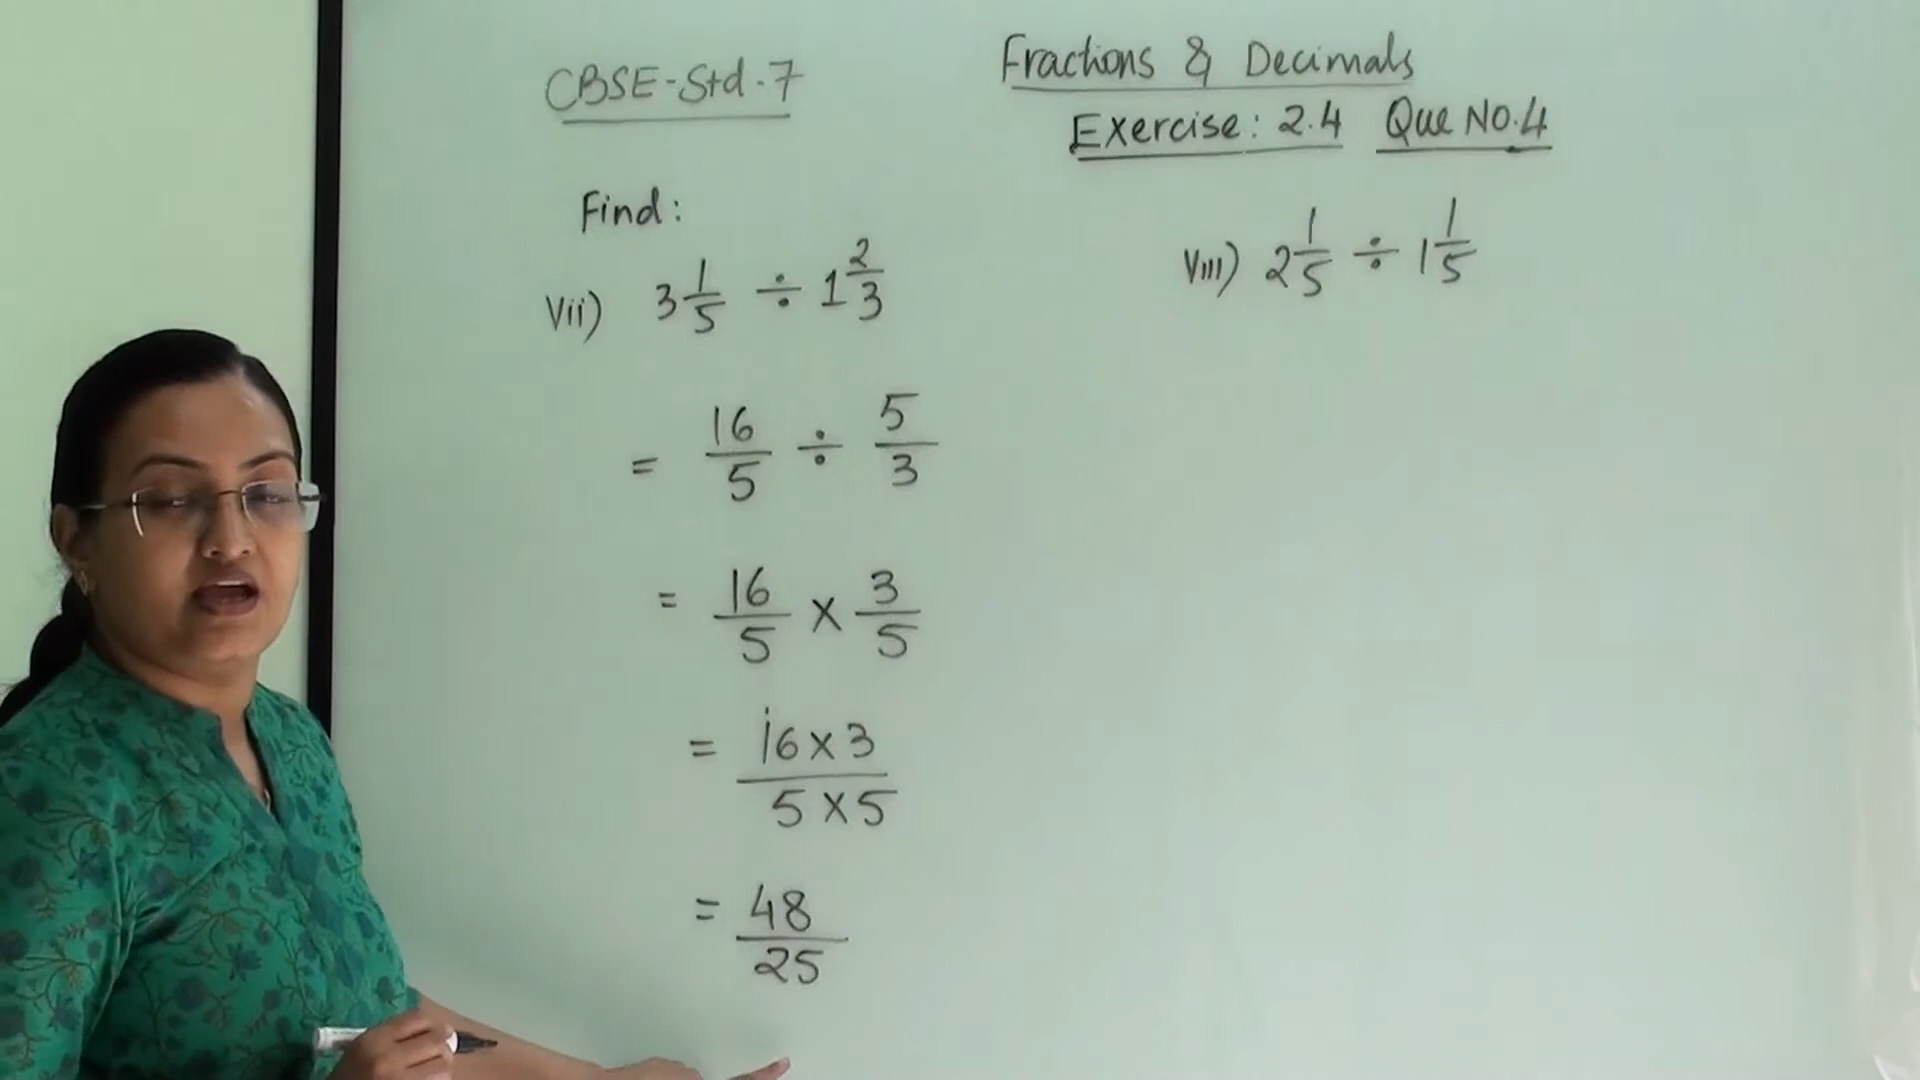 CBSE-Std-7
Fractions & Decimals
Exercise: 2.4 Que No.4
Find:
Vii) 3 1/5 ÷ 1 2/3
= 16/5 ÷ 5/3
= 16/5 × 3/5
= 16×3/5×5
= 48/25
Viii) 2 1/5 ÷ 1 1/5